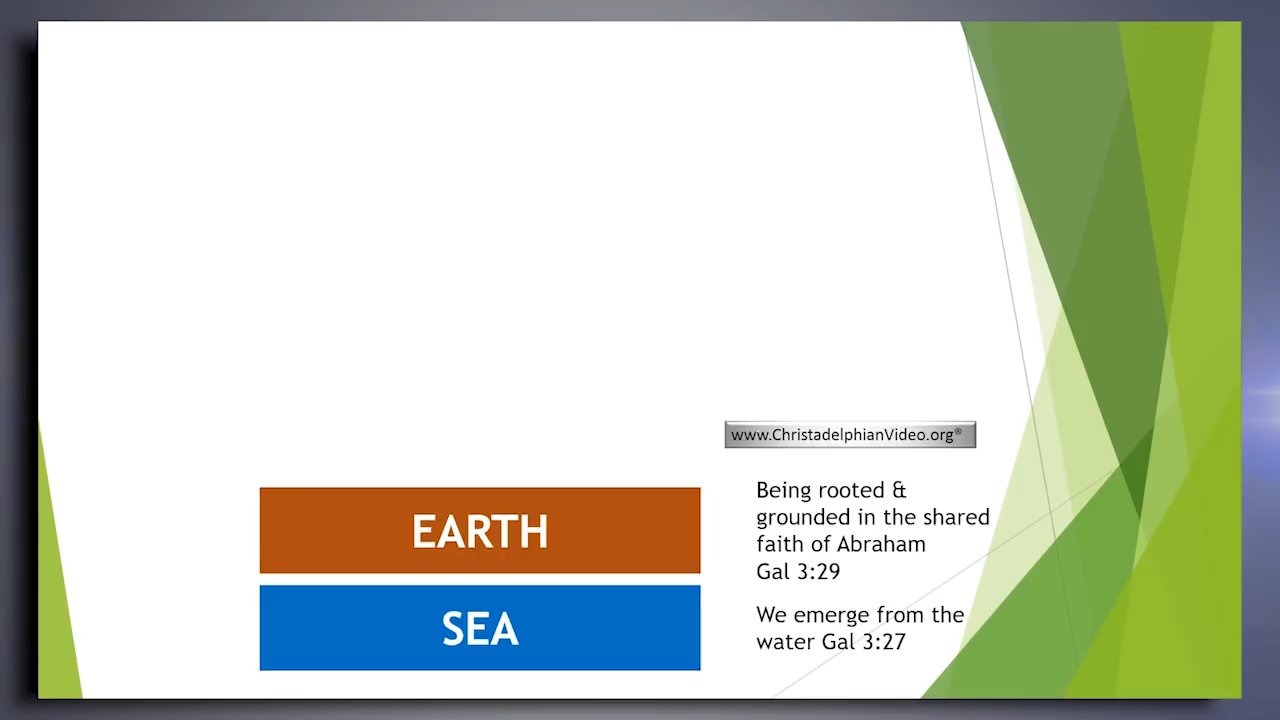 www.ChristadelphianVideo.org®
EARTH
Being rooted &
grounded in the shared
faith of Abraham
Gal 3:29
SEA
We emerge from the
water Gal 3:27